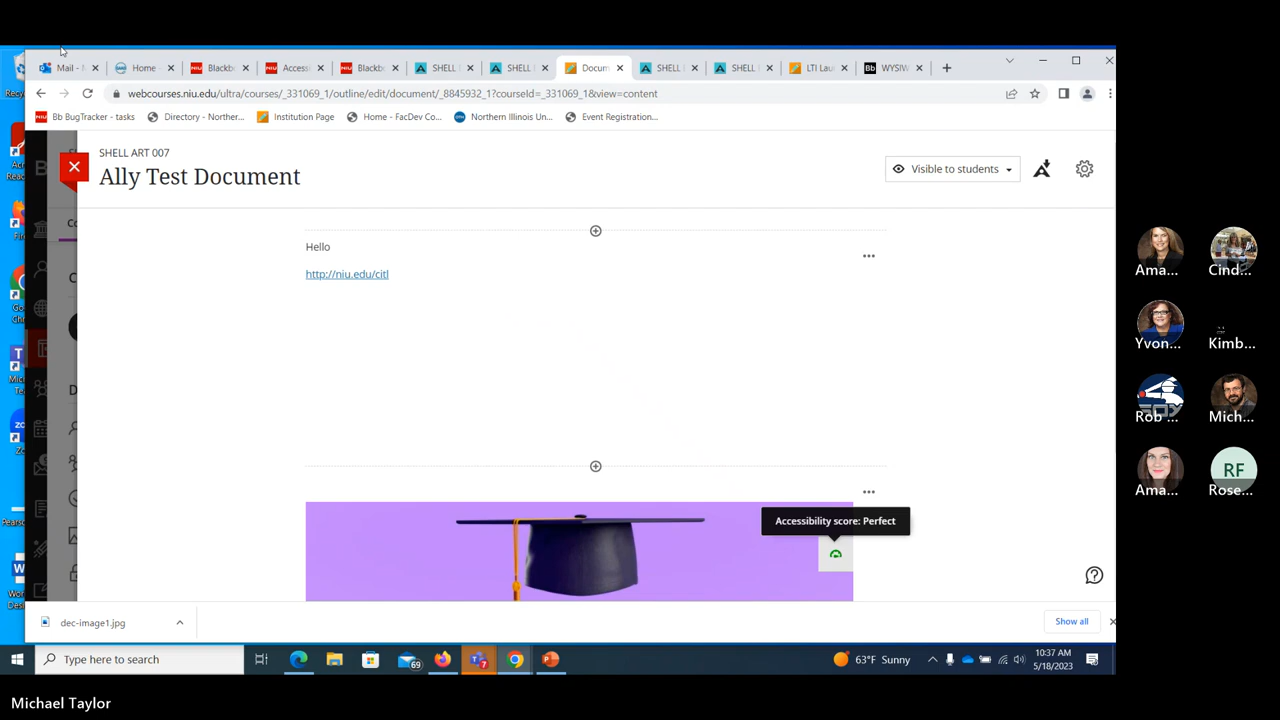 Mail -
Home -
Blackb
Access
Blackb
SHELL
SHELL
Docum
SHELL
SHELL
LTI Lau
WYSIW
webcourses.niu.edu/ultra/courses/_331069_1/outline/edit/document/_8845932_1?courseId=_331069_1&view=content
Bb BugTracker - tasks
Directory - Norther...
Institution Page
Home - FacDev Co...
Northern Illinois Un...
Event Registration...
SHELL ART 007
Ally Test Document
Visible to students
Hello
http://niu.edu/citl
Accessibility score: Perfect
dec-image1.jpg
Show all
Type here to search
69
7
63°F Sunny
10:37 AM
5/18/2023
Ama...
Cind...
Yvon...
Kimb...
Rob ...
Mich...
RF
Ama...
Rose...
Michael Taylor